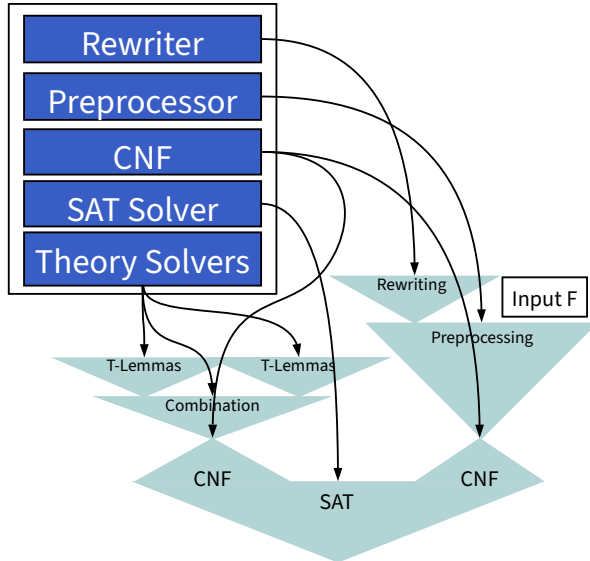 Rewriter
Preprocessor
CNF
SAT Solver
Theory Solvers
Rewriting
Input F
Preprocessing
T-Lemmas
T-Lemmas
Combination
CNF
CNF
SAT